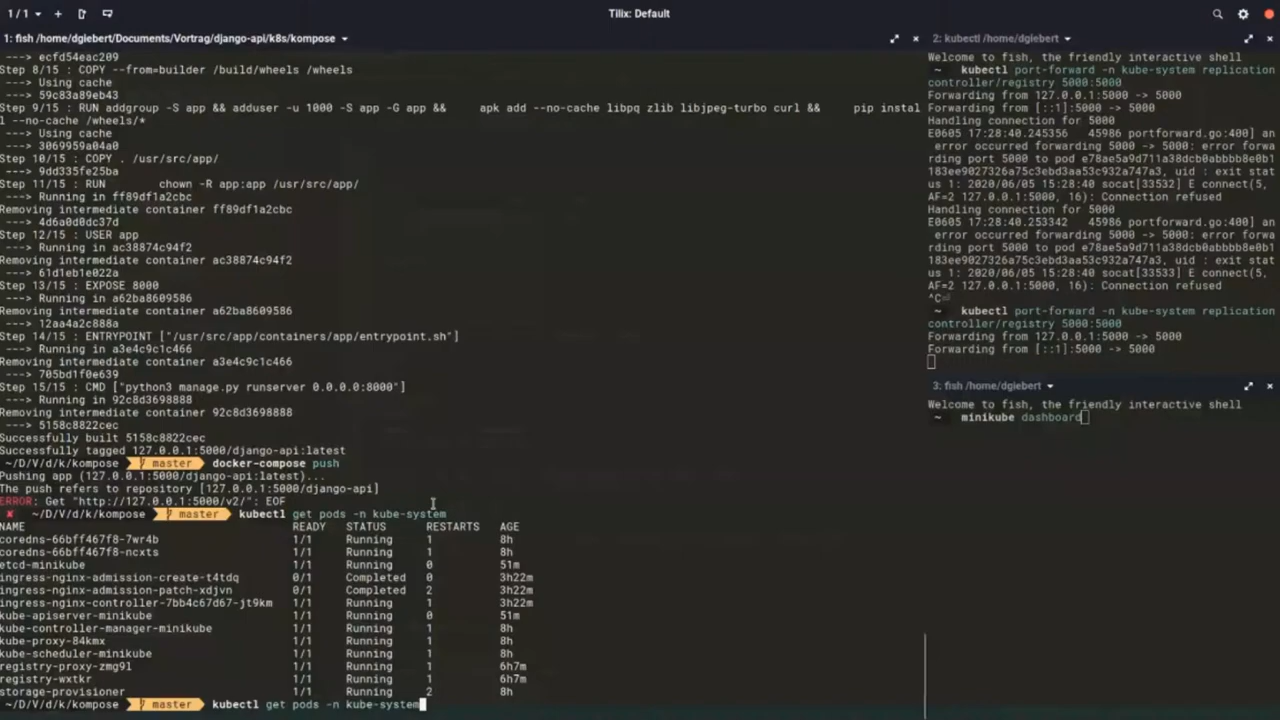 1 / 1
Tilix: Default
1: fish /home/dgiebert/Documents/Vortrag/django-api/k8s/kompose
---> ecfd54eac209
Step 8/15 : COPY --from=builder /build/wheels /wheels
---> Using cache
---> 59c83a89eb43
Step 9/15 : RUN addgroup -S app && adduser -u 1000 -S app -G app &&     apk add --no-cache libpq zlib libjpeg-turbo curl &&     pip instal
l --no-cache /wheels/*
---> Using cache
---> 3069959a04a0
Step 10/15 : COPY . /usr/src/app/
---> 9dd335fe25ba
Step 11/15 : RUN        chown -R app:app /usr/src/app/
---> Running in ff89df1a2cbc
Removing intermediate container ff89df1a2cbc
---> 4d6a0d0dc37d
Step 12/15 : USER app
---> Running in ac38874c94f2
Removing intermediate container ac38874c94f2
---> 61d1eb1e022a
Step 13/15 : EXPOSE 8000
---> Running in a62ba8609586
Removing intermediate container a62ba8609586
---> 12aa4a2c888a
Step 14/15 : ENTRYPOINT ["/usr/src/app/containers/app/entrypoint.sh"]
---> Running in a3e4c9c1c466
Removing intermediate container a3e4c9c1c466
---> 705bd1f0e639
Step 15/15 : CMD ["python3 manage.py runserver 0.0.0.0:8000"]
---> Running in 92c8d3698888
Removing intermediate container 92c8d3698888
---> 5158c8822cec
Successfully built 5158c8822cec
Successfully tagged 127.0.0.1:5000/django-api:latest
~/D/V/d/k/kompose master docker-compose push
Pushing app (127.0.0.1:5000/django-api:latest)...
The push refers to repository [127.0.0.1:5000/django-api]
ERROR: Get "http://127.0.0.1:5000/v2/": EOF
✘ ~/D/V/d/k/kompose master kubectl get pods -n kube-system
NAME READY STATUS RESTARTS AGE
coredns-66bff467f8-7wr4b 1/1 Running 1 8h
coredns-66bff467f8-ncxts 1/1 Running 1 8h
etcd-minikube 1/1 Running 0 51m
ingress-nginx-admission-create-t4tdq 0/1 Completed 0 3h22m
ingress-nginx-admission-patch-xdjvn 0/1 Completed 2 3h22m
ingress-nginx-controller-7bb4c67d67-jt9km 1/1 Running 1 3h22m
kube-apiserver-minikube 1/1 Running 0 51m
kube-controller-manager-minikube 1/1 Running 1 8h
kube-proxy-84kmx 1/1 Running 1 8h
kube-scheduler-minikube 1/1 Running 1 8h
registry-proxy-zmg9l 1/1 Running 1 6h7m
registry-wxtkr 1/1 Running 1 6h7m
storage-provisioner 1/1 Running 2 8h
~/D/V/d/k/kompose master kubectl get pods -n kube-system
2: kubectl /home/dgiebert
Welcome to fish, the friendly interactive shell
~ kubectl port-forward -n kube-system replication
controller/registry 5000:5000
Forwarding from 127.0.0.1:5000 -> 5000
Forwarding from [::1]:5000 -> 5000
Handling connection for 5000
E0605 17:28:40.245356   45986 portforward.go:400] an
error occurred forwarding 5000 -> 5000: error forwa
rding port 5000 to pod e78ae5a9d711a38dcb0abbbb8e0b1
183ee9027326a75c3ebd3aa53c932a747a3, uid : exit stat
us 1: 2020/06/05 15:28:40 socat[33532] E connect(5,
AF=2 127.0.0.1:5000, 16): Connection refused
Handling connection for 5000
E0605 17:28:40.253342   45986 portforward.go:400] an
error occurred forwarding 5000 -> 5000: error forwa
rding port 5000 to pod e78ae5a9d711a38dcb0abbbb8e0b1
183ee9027326a75c3ebd3aa53c932a747a3, uid : exit stat
us 1: 2020/06/05 15:28:40 socat[33533] E connect(5,
AF=2 127.0.0.1:5000, 16): Connection refused
^C⏎
~ kubectl port-forward -n kube-system replication
controller/registry 5000:5000
Forwarding from 127.0.0.1:5000 -> 5000
Forwarding from [::1]:5000 -> 5000
3: fish /home/dgiebert
Welcome to fish, the friendly interactive shell
~ minikube dashboard